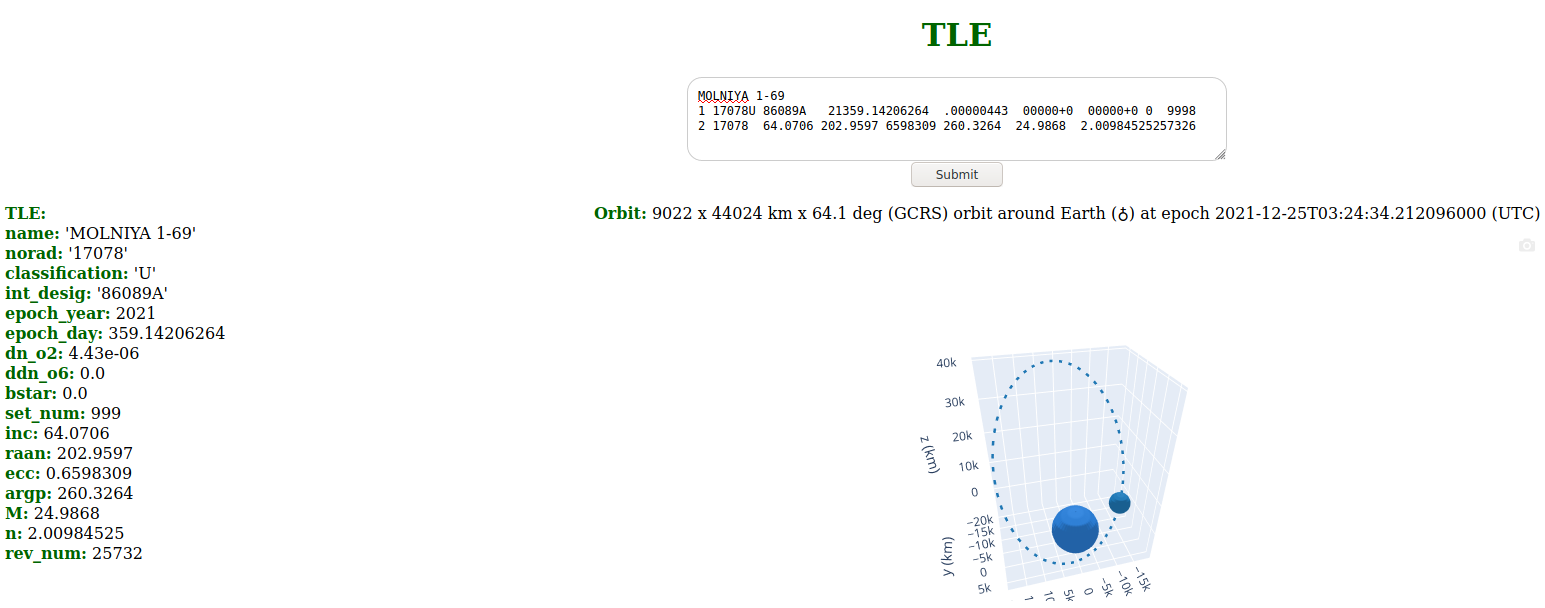 TLE
MOLNIYA 1-69
1 17078U 86089A   21359.14206264  .00000443  00000+0  00000+0 0  9998
2 17078  64.0706 202.9597 6598309 260.3264  24.9868  2.00984525257326
Submit
TLE:
name: 'MOLNIYA 1-69'
norad: '17078'
classification: 'U'
int_desig: '86089A'
epoch_year: 2021
epoch_day: 359.14206264
dn_o2: 4.43e-06
ddn_o6: 0.0
bstar: 0.0
set_num: 999
inc: 64.0706
raan: 202.9597
ecc: 0.6598309
argp: 260.3264
M: 24.9868
n: 2.00984525
rev_num: 25732
Orbit: 9022 x 44024 km x 64.1 deg (GCRS) orbit around Earth (♁) at epoch 2021-12-25T03:24:34.212096000 (UTC)
40k
30k
20k
10k
0
z (km)
−20k
−15k
−10k
−5k
0
5k
y (km)
5k
0
−5k
−10k
−15k